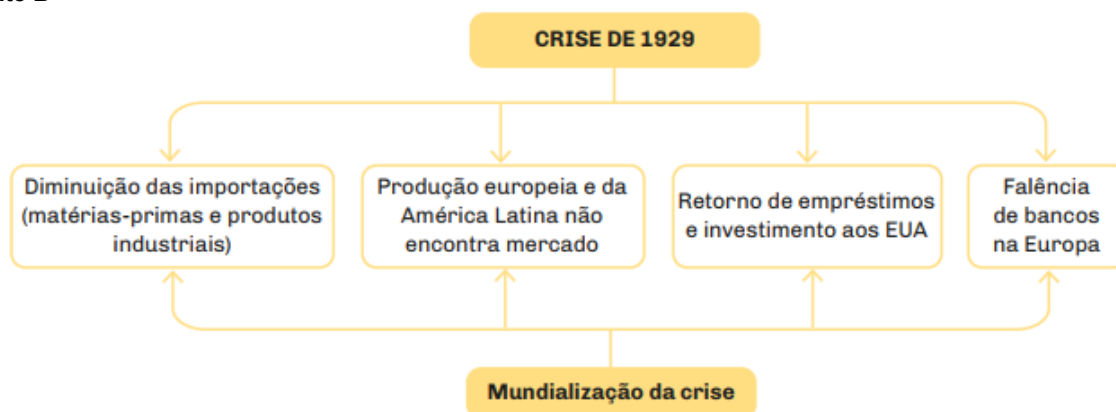 CRISE DE 1929
Diminuição das importações
(matérias-primas e produtos
industriais)
Produção europeia e da
América Latina não
encontra mercado
Retorno de empréstimos
e investimento aos EUA
Falência
de bancos
na Europa
Mundialização da crise